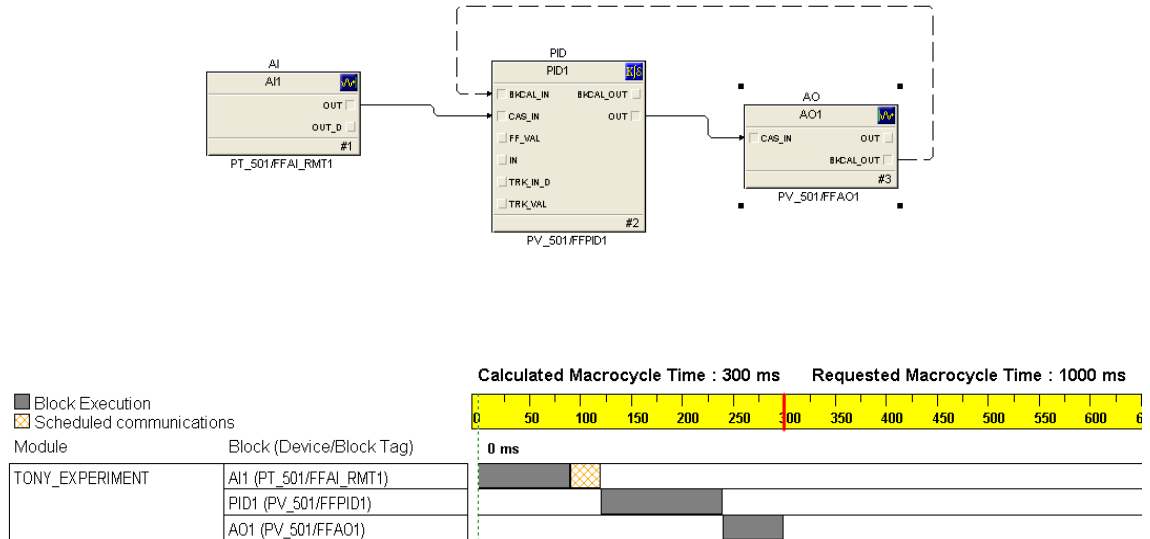 AI
AI1
OUT
OUT_D
#1
PT_501/FFAI_RMT1
PID
PID1
BKCAL_IN BKCAL_OUT
CAS_IN OUT
FF_VAL
IN
TRK_IN_D
TRK_VAL
#2
PV_501/FFPID1
AO
AO1
CAS_IN OUT
BKCAL_OUT
#3
PV_501/FFAO1
Calculated Macrocycle Time : 300 ms Requested Macrocycle Time : 1000 ms
Block Execution
Scheduled communications
0 50 100 150 200 250 300 350 400 450 500 550 600 6
Module Block (Device/Block Tag) 0 ms
TONY_EXPERIMENT AI1 (PT_501/FFAI_RMT1)
PID1 (PV_501/FFPID1)
AO1 (PV_501/FFAO1)